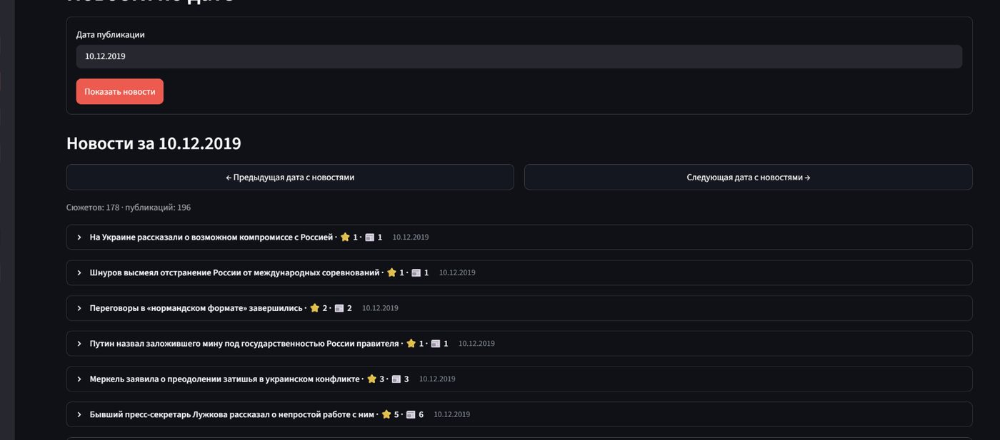 Новости по дате
Дата публикации
10.12.2019
Показать новости
Новости за 10.12.2019
← Предыдущая дата с новостями
Следующая дата с новостями →
Сюжетов: 178 · публикаций: 196
На Украине рассказали о возможном компромиссе с Россией · ⭐ 1 · 📰 1 10.12.2019
Шнуров высмеял отстранение России от международных соревнований · ⭐ 1 · 📰 1 10.12.2019
Переговоры в «нормандском формате» завершились · ⭐ 2 · 📰 2 10.12.2019
Путин назвал заложившего мину под государственностью России правителя · ⭐ 1 · 📰 1 10.12.2019
Меркель заявила о преодолении затишья в украинском конфликте · ⭐ 3 · 📰 3 10.12.2019
Бывший пресс-секретарь Лужкова рассказал о непростой работе с ним · ⭐ 5 · 📰 6 10.12.2019